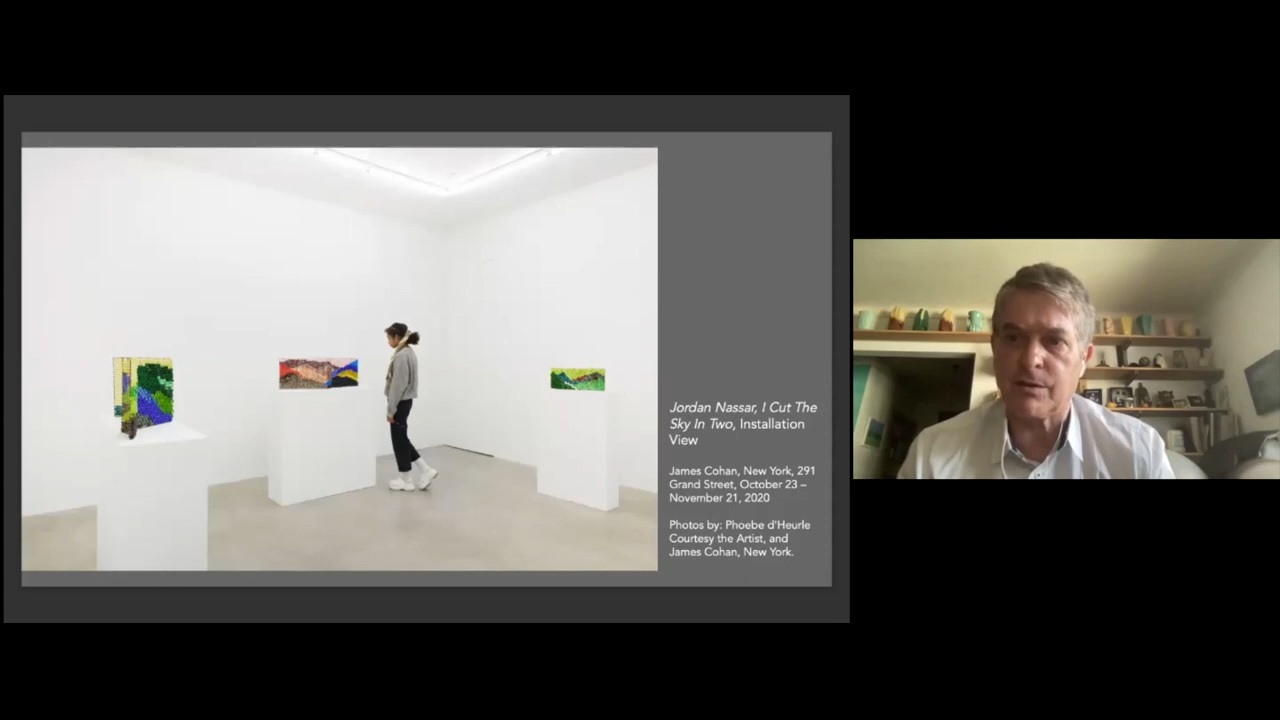 Jordan Nassar, I Cut The
Sky In Two, Installation
View
James Cohan, New York, 291
Grand Street, October 23 –
November 21, 2020
Photos by: Phoebe d'Heurle
Courtesy the Artist, and
James Cohan, New York.